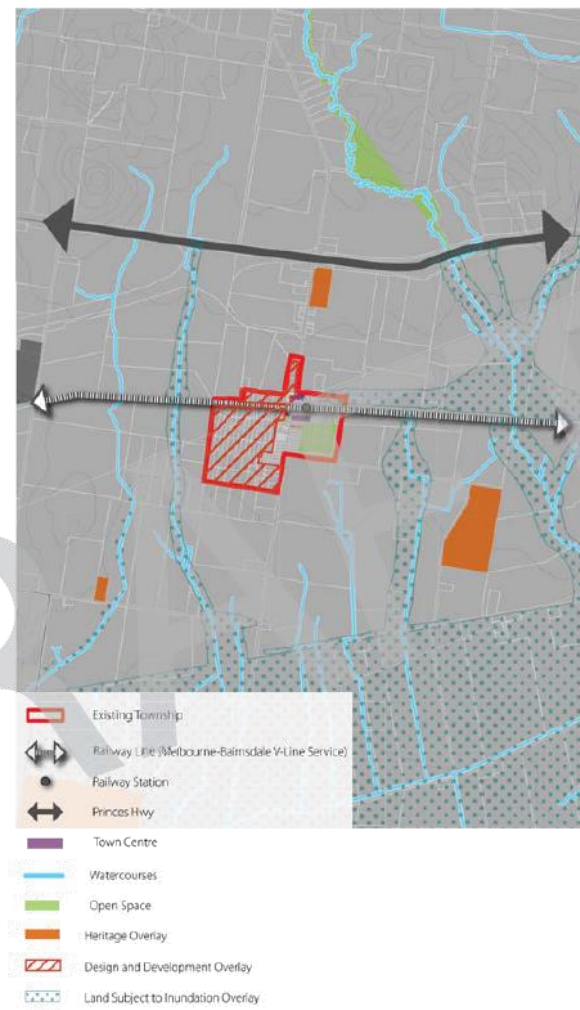 Existing Township
Railway Line (Melbourne-Bairnsdale V-Line Service)
Railway Station
Princes Hwy
Town Centre
Watercourses
Open Space
Heritage Overlay
Design and Development Overlay
Land Subject to Inundation Overlay